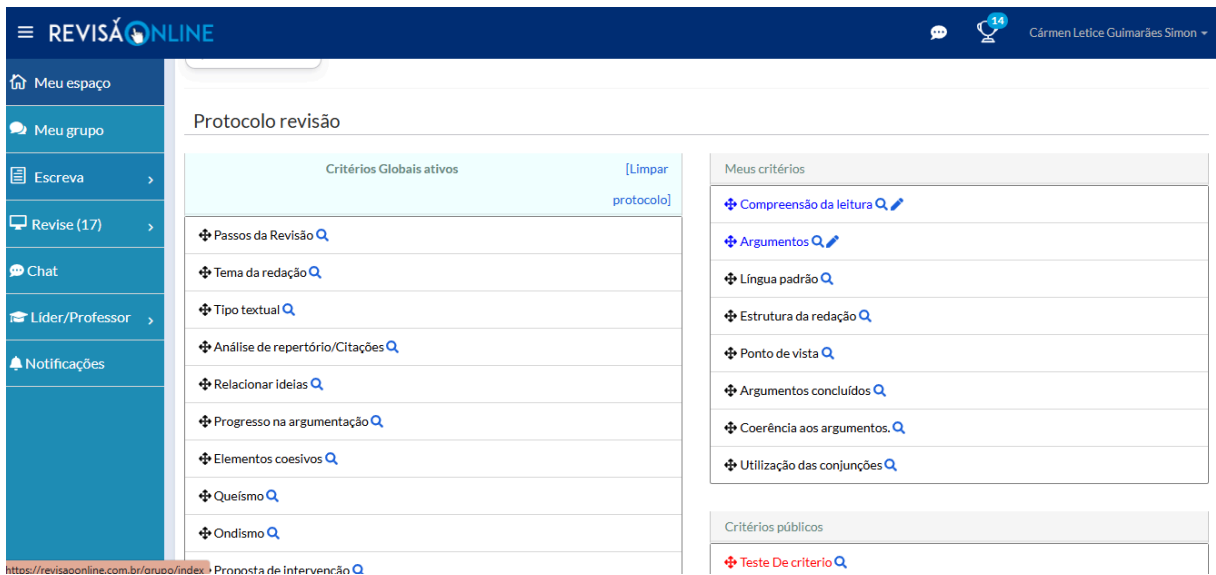 REVISÃONLINE
14
Cármen Letice Guimarães Simon
Meu espaço
Meu grupo
Escreva
Revise (17)
Chat
Líder/Professor
Notificações
https://revisaoonline.com.br/grupo/index
Protocolo revisão
Critérios Globais ativos
[Limpar
protocolo]
Passos da Revisão
Tema da redação
Tipo textual
Análise de repertório/Citações
Relacionar ideias
Progresso na argumentação
Elementos coesivos
Queísmo
Ondismo
Proposta de intervenção
Meus critérios
Compreensão da leitura
Argumentos
Língua padrão
Estrutura da redação
Ponto de vista
Argumentos concluídos
Coerência aos argumentos.
Utilização das conjunções
Critérios públicos
Teste De criterio